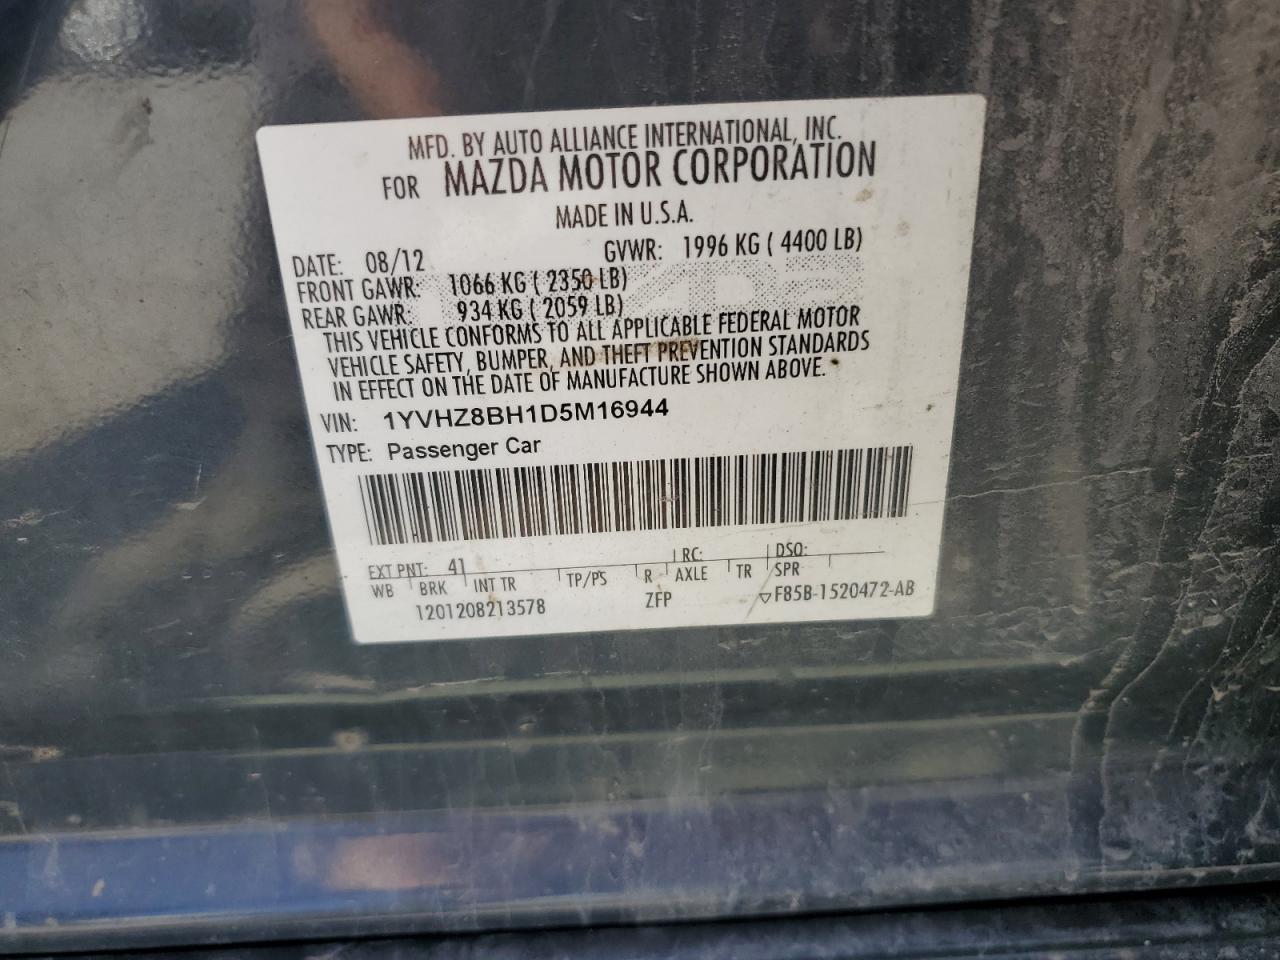 MFD. BY AUTO ALLIANCE INTERNATIONAL, INC.
FOR MAZDA MOTOR CORPORATION
MADE IN U.S.A.
DATE: 08/12 GVWR: 1996 KG ( 4400 LB)
FRONT GAWR: 1066 KG ( 2350 LB)
REAR GAWR: 934 KG ( 2059 LB)
THIS VEHICLE CONFORMS TO ALL APPLICABLE FEDERAL MOTOR
VEHICLE SAFETY, BUMPER, AND THEFT PREVENTION STANDARDS
IN EFFECT ON THE DATE OF MANUFACTURE SHOWN ABOVE.
VIN: 1YVHZ8BH1D5M16944
TYPE: Passenger Car
EXT PNT: 41 RC: DSO:
WB BRK INT TR TP/PS R AXLE TR SPR
1201208213578 ZFP ▽F85B-1520472-AB